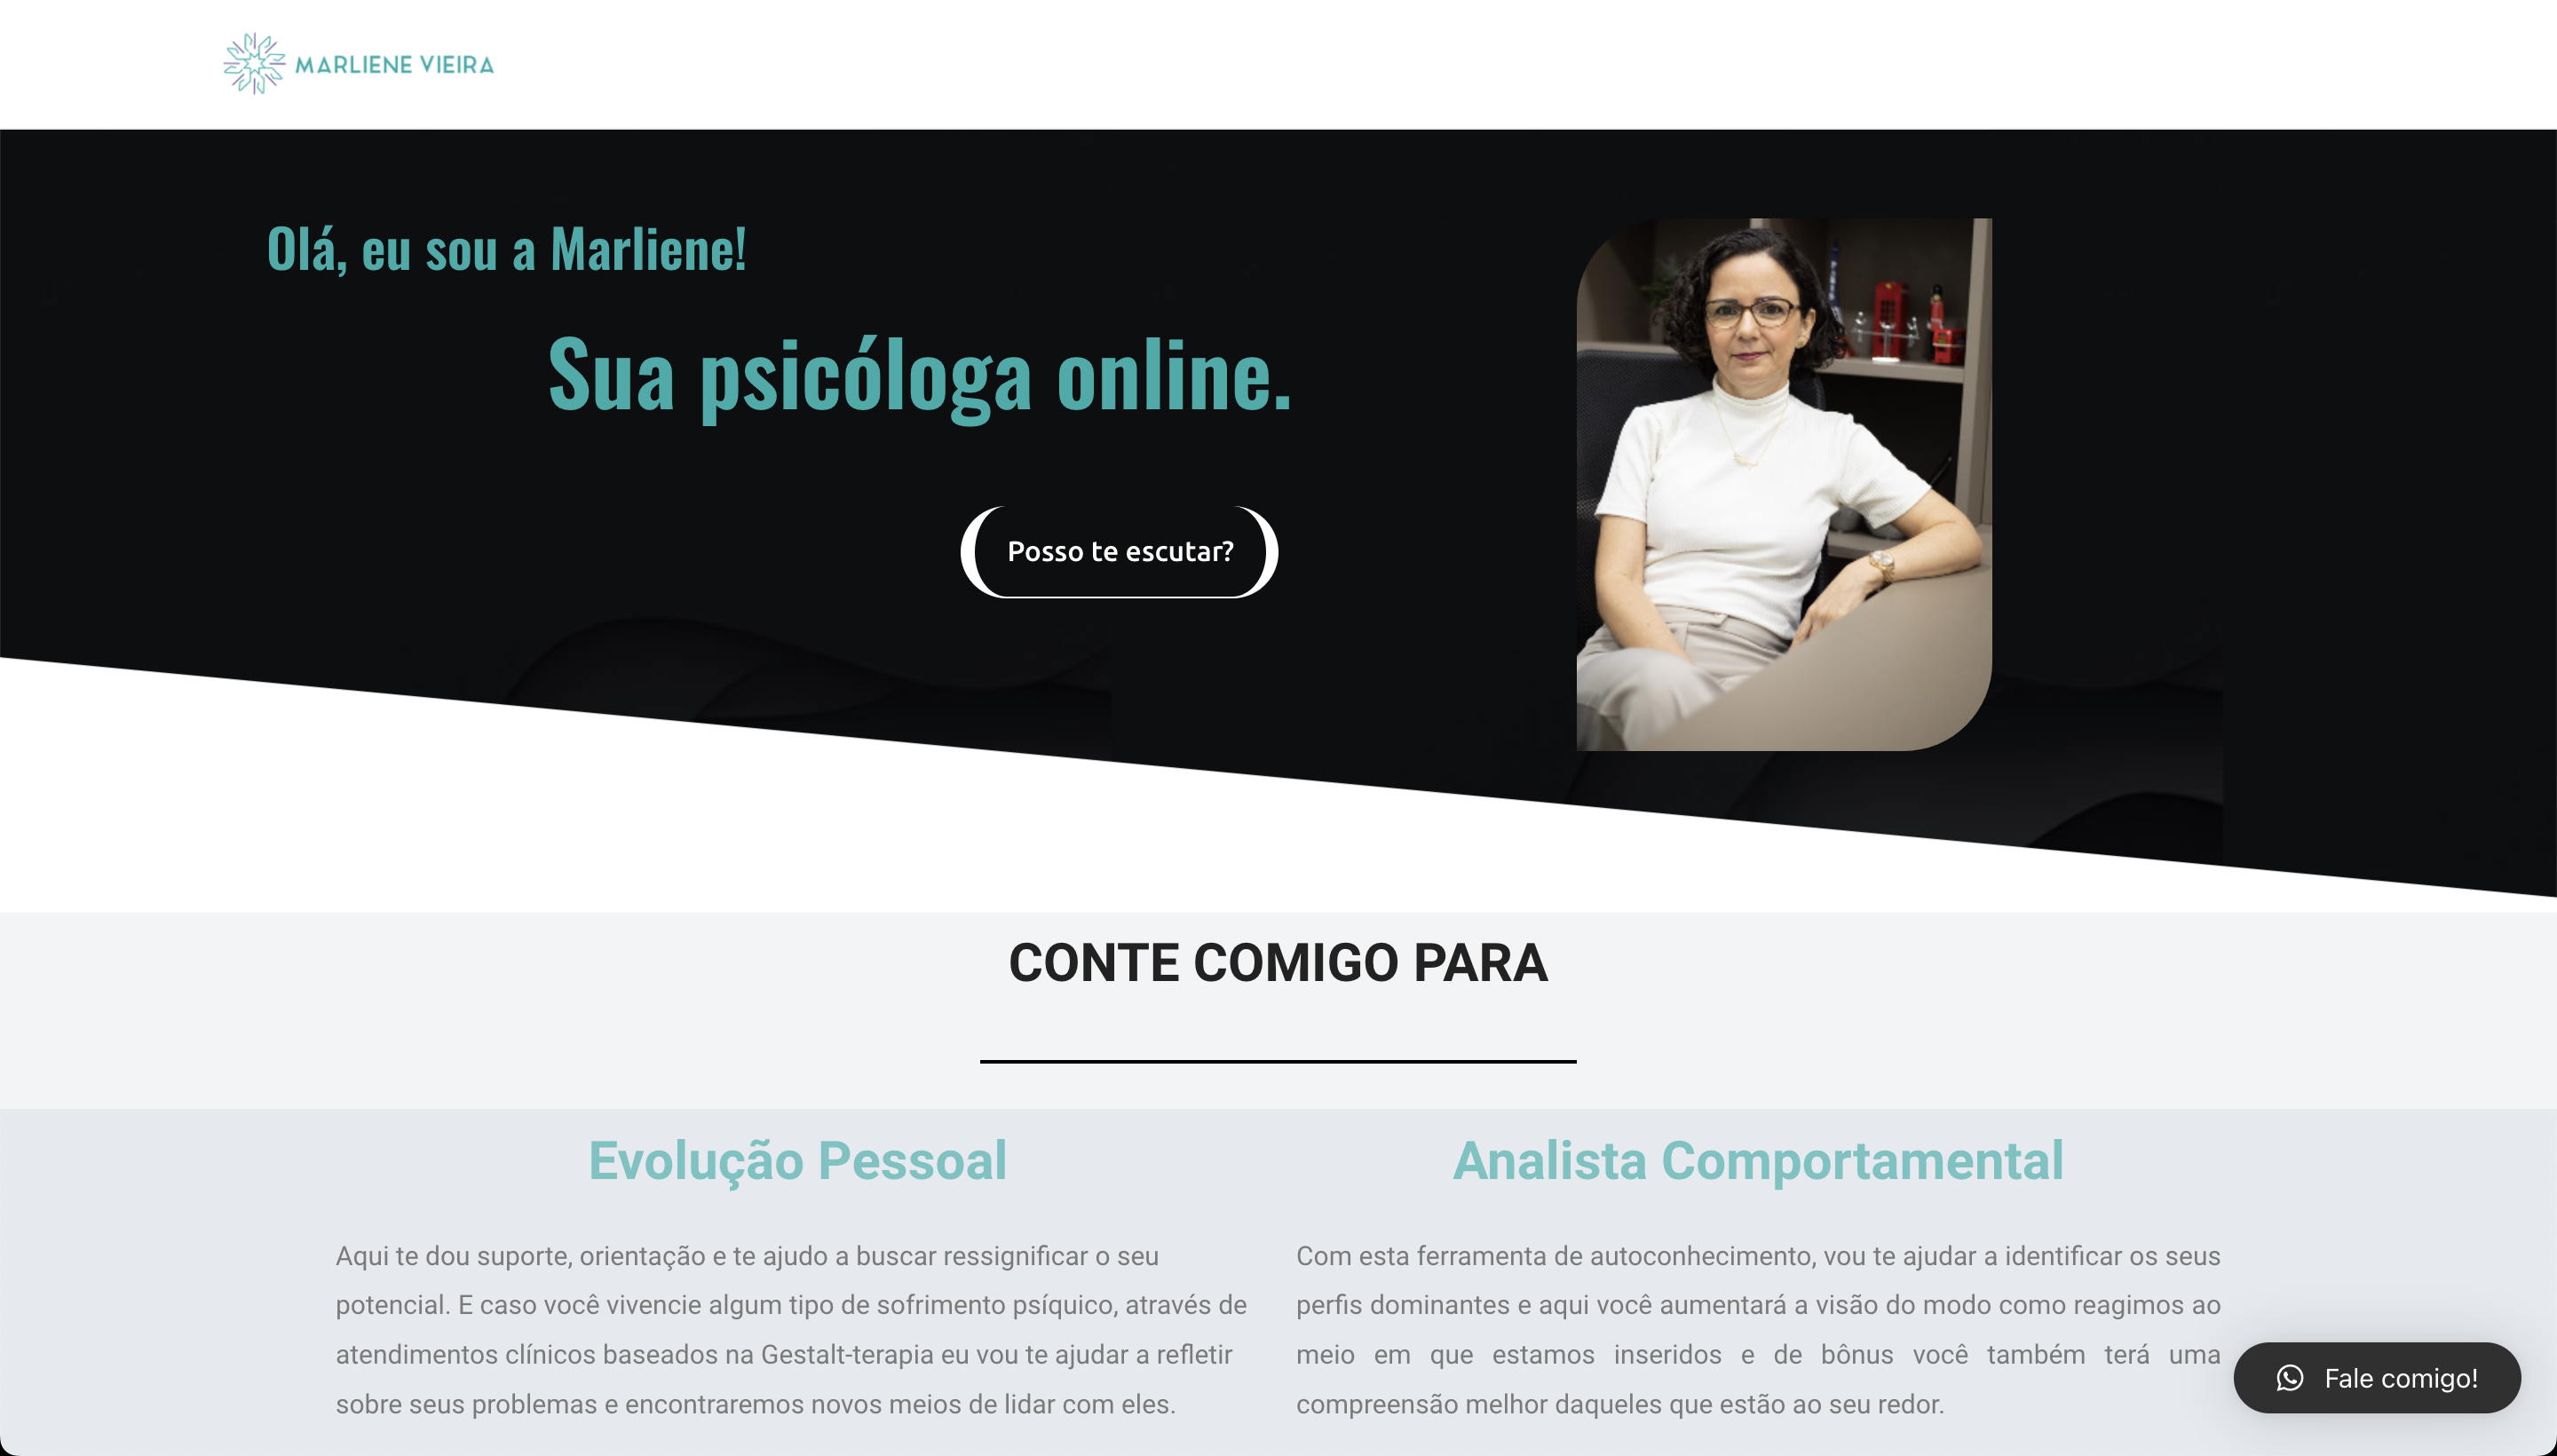 MARLIENE VIEIRA
Olá, eu sou a Marliene!
Sua psicóloga online.
Posso te escutar?
CONTE COMIGO PARA
Evolução Pessoal
Aqui te dou suporte, orientação e te ajudo a buscar ressignificar o seu
potencial. E caso você vivencie algum tipo de sofrimento psíquico, através de
atendimentos clínicos baseados na Gestalt-terapia eu vou te ajudar a refletir
sobre seus problemas e encontraremos novos meios de lidar com eles.
Analista Comportamental
Com esta ferramenta de autoconhecimento, vou te ajudar a identificar os seus
perfis dominantes e aqui você aumentará a visão do modo como reagimos ao
meio em que estamos inseridos e de bônus você também terá uma
compreensão melhor daqueles que estão ao seu redor.
Fale comigo!